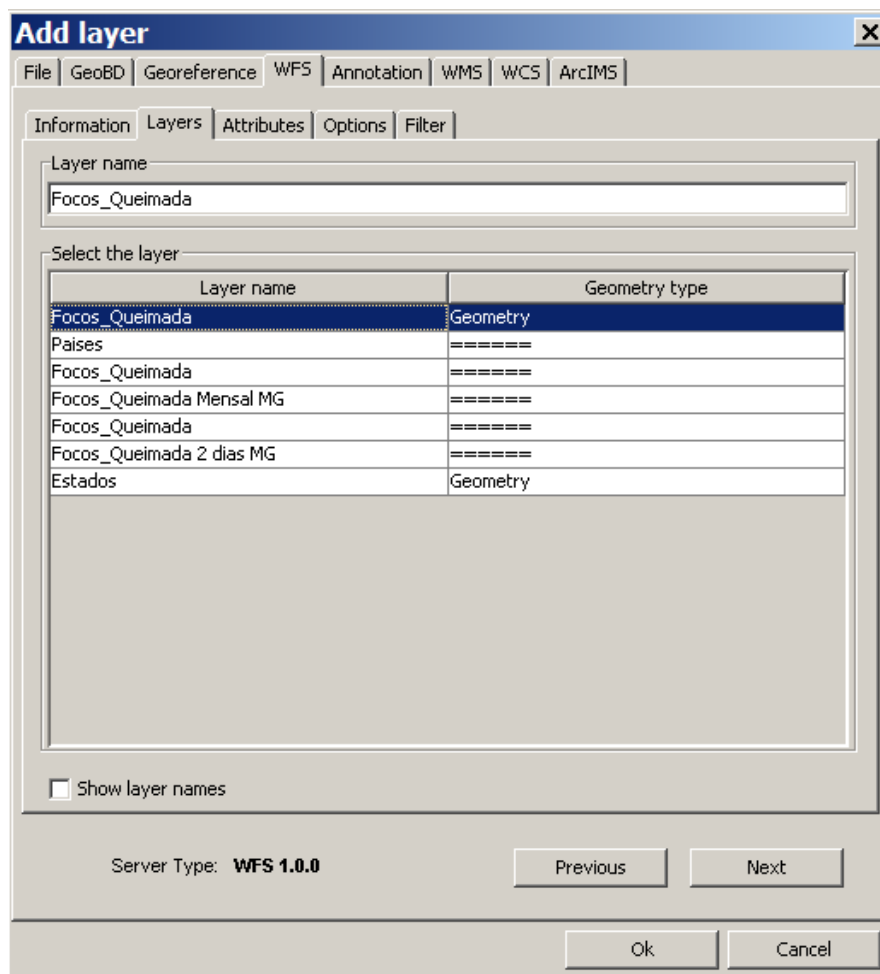 Add layer
File GeoBD Georeference WFS Annotation WMS WCS ArcIMS
Information Layers Attributes Options Filter
Layer name
Focos_Queimada
Select the layer
Layer name Geometry type
Focos_Queimada Geometry
Paises ======
Focos_Queimada ======
Focos_Queimada Mensal MG ======
Focos_Queimada ======
Focos_Queimada 2 dias MG ======
Estados Geometry
Show layer names
Server Type: WFS 1.0.0 Previous Next
Ok Cancel